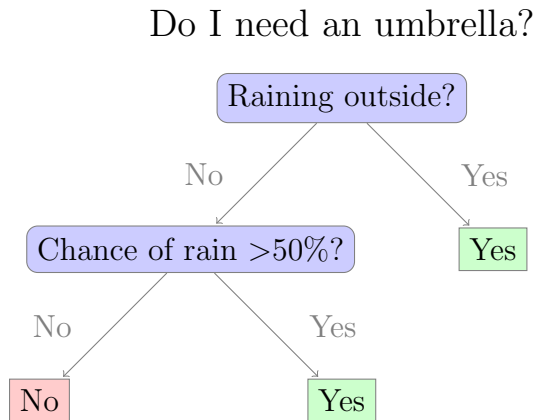 Do I need an umbrella?
Raining outside?
No
Yes
Chance of rain >50%?
Yes
No
Yes
No
Yes